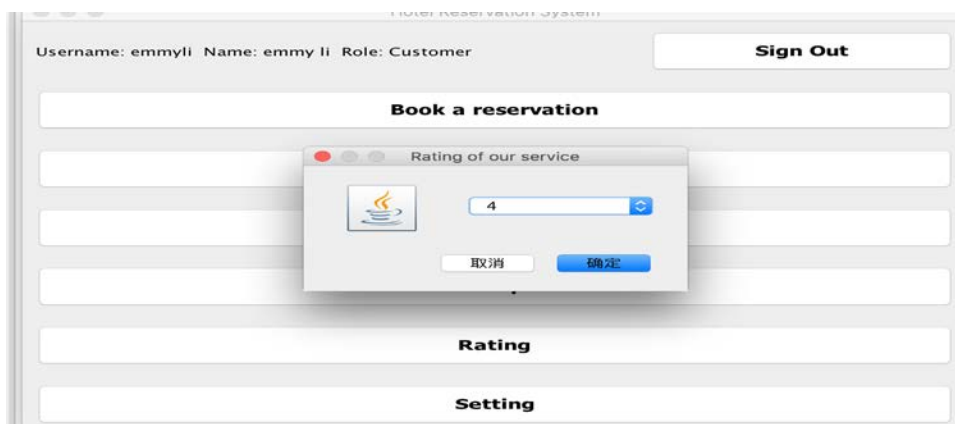 Hotel Reservation System
Username: emmyli Name: emmy li Role: Customer
Sign Out
Book a reservation
Rating of our service
4
取消
确定
Rating
Setting